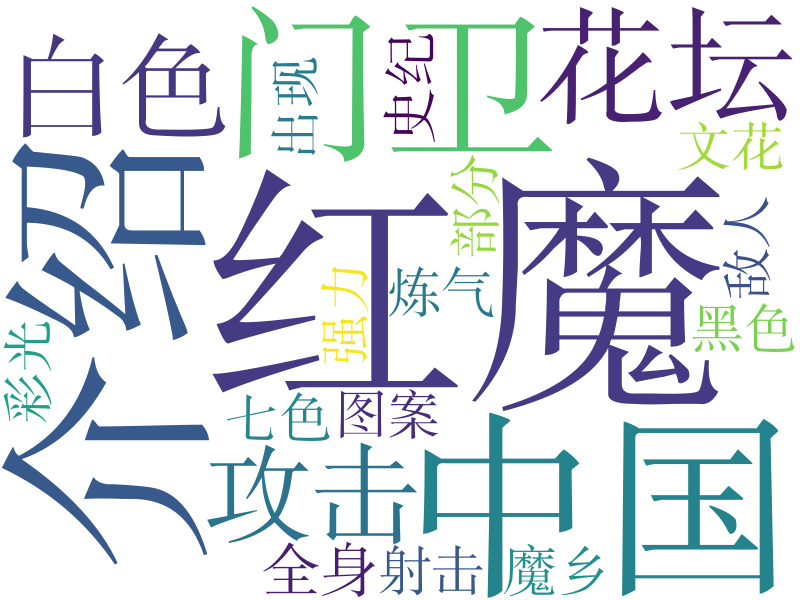 白色
门卫
花坛
出现
史纪
文花
介绍
红魔
部分
敌人
强力
炼气
黑色
彩光
七色
图案
攻击
中国
全身
射击
魔乡